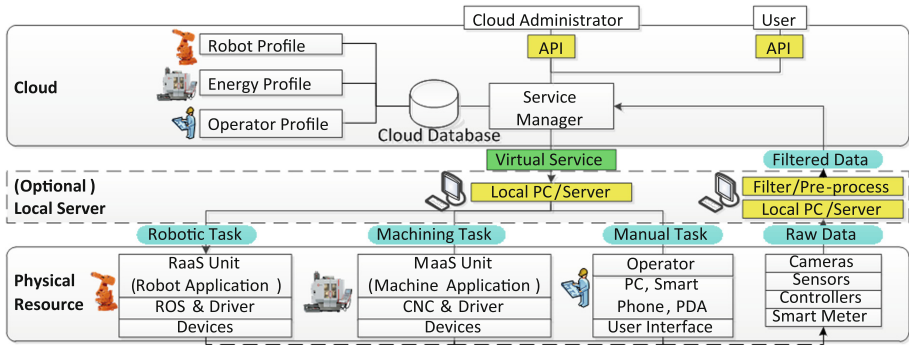 Cloud Administrator
User
API
API
Robot Profile
Cloud
Energy Profile
Operator Profile
Cloud Database
Service
Manager
Virtual Service
Filtered Data
(Optional )
Local Server
Local PC/Server
Filter/Pre-process
Local PC/Server
Robotic Task
Machining Task
Manual Task
Raw Data
Physical
Resource
RaaS Unit
(Robot Application )
ROS & Driver
Devices
MaaS Unit
(Machine Application )
CNC & Driver
Devices
Operator
PC, Smart
Phone, PDA
User Interface
Cameras
Sensors
Controllers
Smart Meter